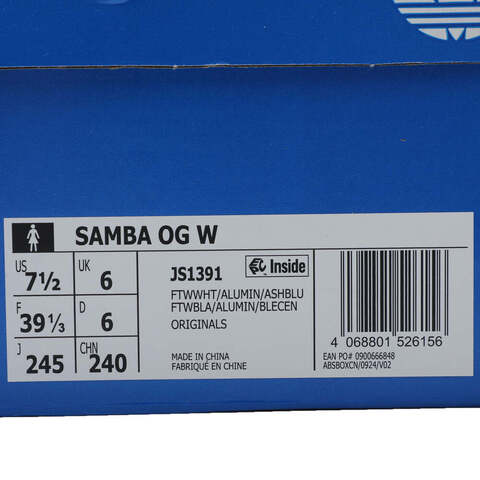 SAMBA OG W
US 7½ UK 6
F 39⅓ D 6
J 245 CHN 240
JS1391 Inside
FTWWHT/ALUMIN/ASHBLU
FTWBLA/ALUMIN/BLECEN
ORIGINALS
MADE IN CHINA
FABRIQUÉ EN CHINE
4 068801 526156
EAN PO# 0900666848
ABSBOXCN/0924/V02